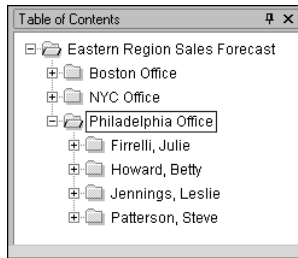 Table of Contents
Eastern Region Sales Forecast
Boston Office
NYC Office
Philadelphia Office
Firrelli, Julie
Howard, Betty
Jennings, Leslie
Patterson, Steve